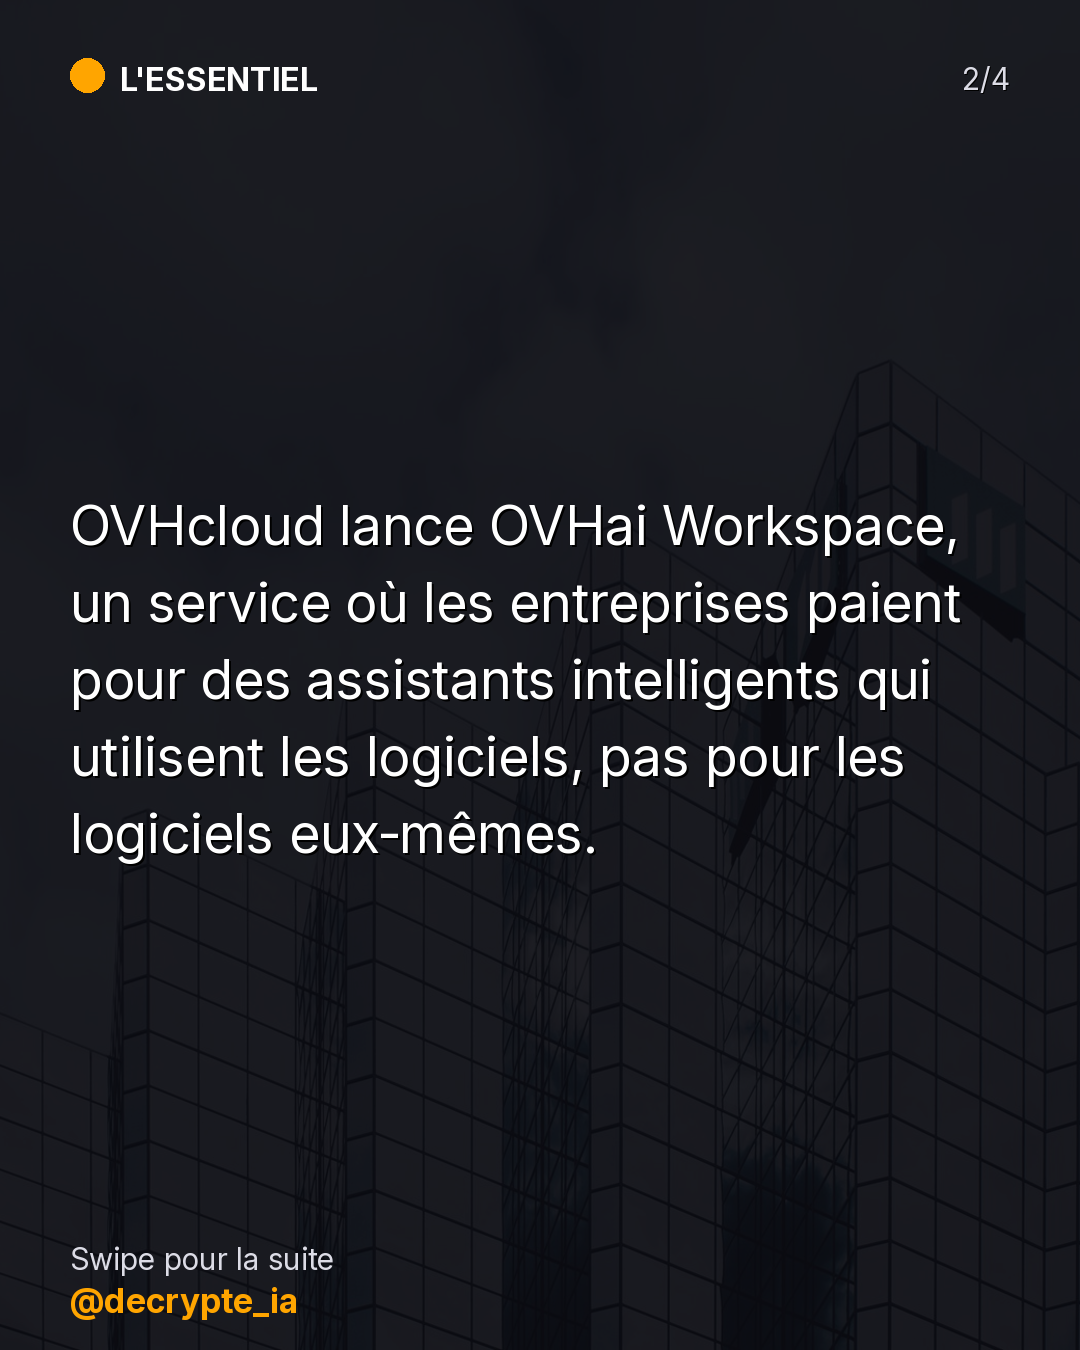 L'ESSENTIEL
2/4
OVHcloud lance OVHai Workspace,
un service où les entreprises paient
pour des assistants intelligents qui
utilisent les logiciels, pas pour les
logiciels eux-mêmes.
Swipe pour la suite
@decrypte_ia